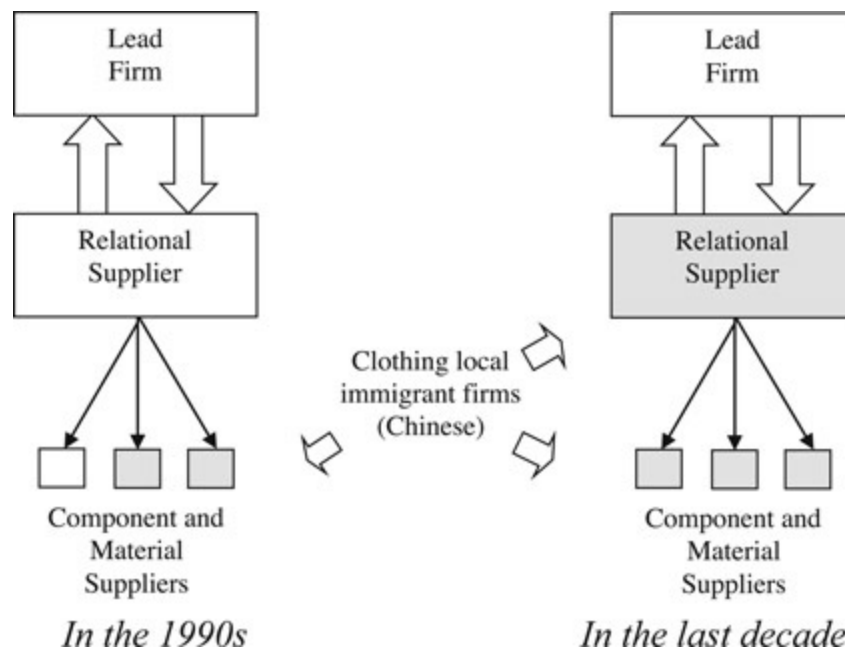 Lead
Firm
Relational
Supplier
Component and
Material
Suppliers
In the 1990s
Clothing local
immigrant firms
(Chinese)
Lead
Firm
Relational
Supplier
Component and
Material
Suppliers
In the last decade